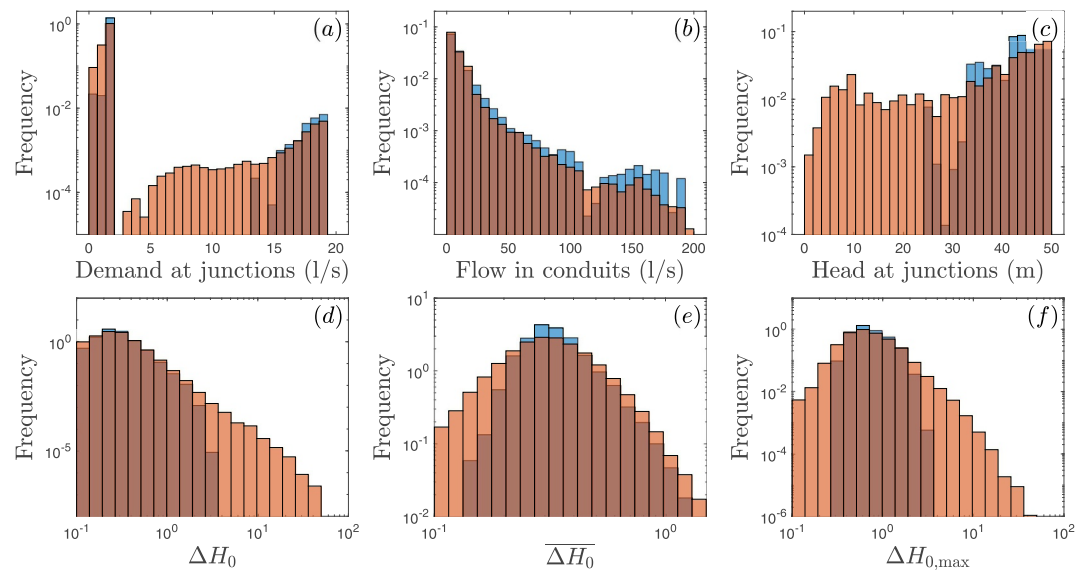 (a)
Frequency
10^0
10^-2
10^-4
0 5 10 15 20
Demand at junctions (l/s)
(b)
Frequency
10^-1
10^-2
10^-3
10^-4
0 50 100 150 200
Flow in conduits (l/s)
(c)
Frequency
10^-1
10^-2
10^-3
10^-4
0 10 20 30 40 50
Head at junctions (m)
(d)
Frequency
10^0
10^-5
10^-1 10^0 10^1 10^2
ΔH_0
(e)
Frequency
10^1
10^0
10^-1
10^-2
10^-1 10^0
\overline{ΔH_0}
(f)
Frequency
10^0
10^-2
10^-4
10^-6
10^-1 10^0 10^1 10^2
ΔH_{0,max}